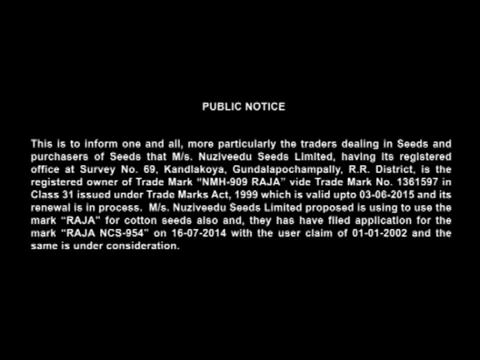 PUBLIC NOTICE
This is to inform one and all, more particularly the traders dealing in Seeds and
purchasers of Seeds that M/s. Nuziveedu Seeds Limited, having its registered
office at Survey No. 69, Kandlakoya, Gundalapochampally, R.R. District, is the
registered owner of Trade Mark “NMH-909 RAJA” vide Trade Mark No. 1361597 in
Class 31 issued under Trade Marks Act, 1999 which is valid upto 03-06-2015 and its
renewal is in process. M/s. Nuziveedu Seeds Limited proposed is using to use the
mark “RAJA” for cotton seeds also and, they has have filed application for the
mark “RAJA NCS-954” on 16-07-2014 with the user claim of 01-01-2002 and the
same is under consideration.